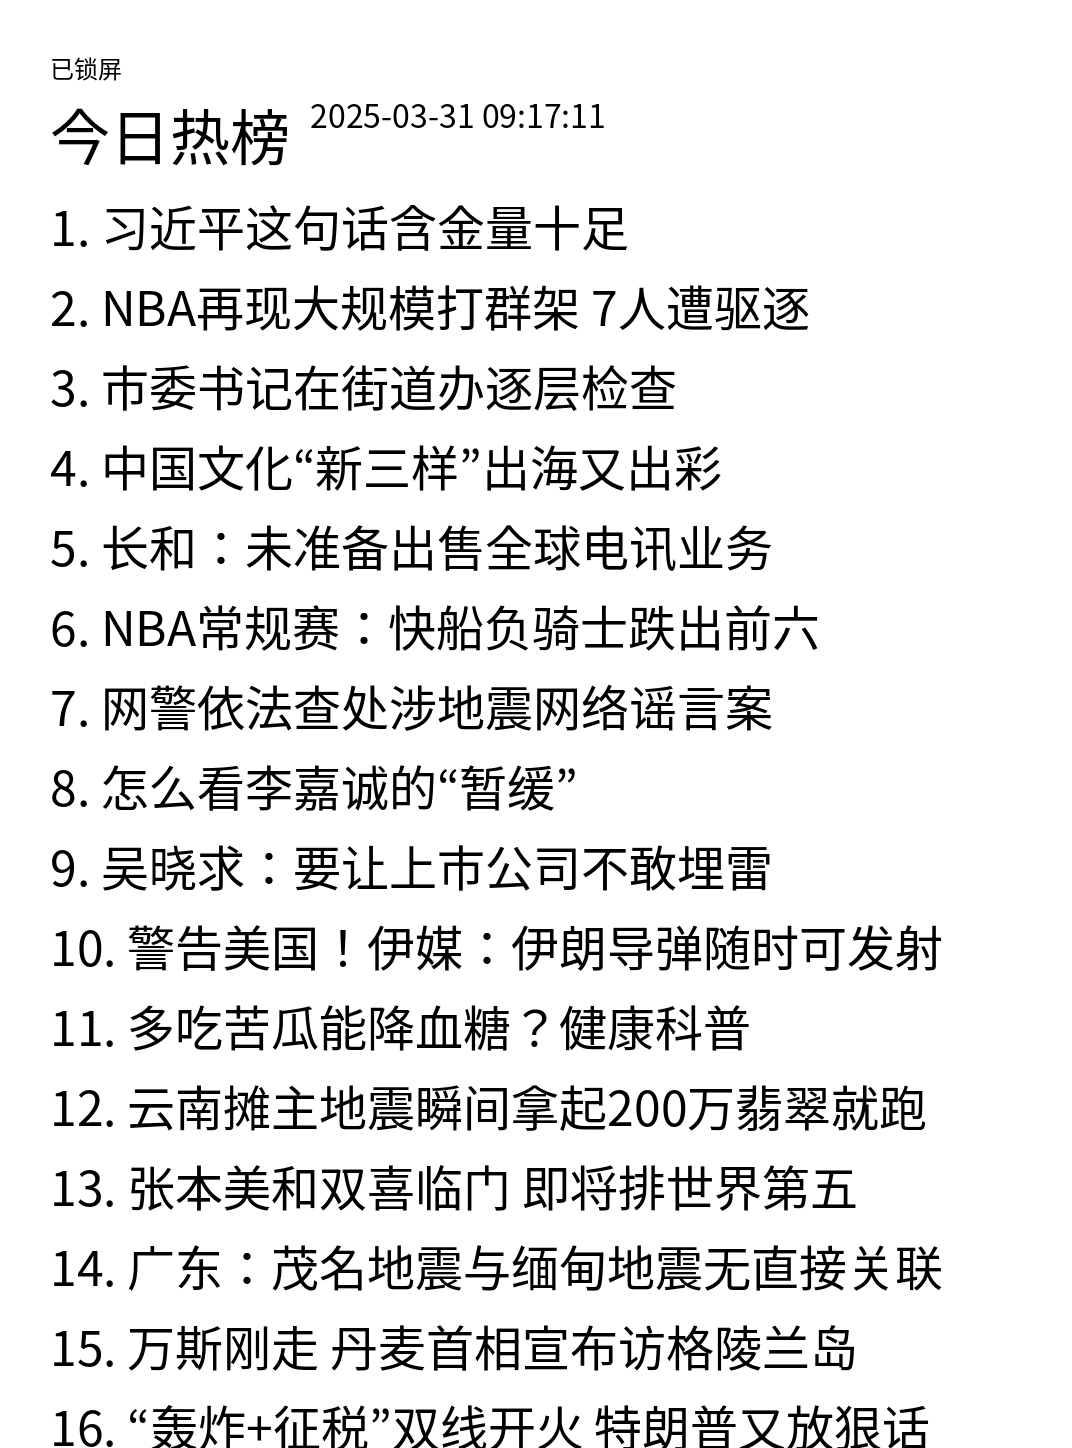 已锁屏
今日热榜 2025-03-31 09:17:11
1. 习近平这句话含金量十足
2. NBA再现大规模打群架 7人遭驱逐
3. 市委书记在街道办逐层检查
4. 中国文化“新三样”出海又出彩
5. 长和：未准备出售全球电讯业务
6. NBA常规赛：快船负骑士跌出前六
7. 网警依法查处涉地震网络谣言案
8. 怎么看李嘉诚的“暂缓”
9. 吴晓求：要让上市公司不敢埋雷
10. 警告美国！伊媒：伊朗导弹随时可发射
11. 多吃苦瓜能降血糖？健康科普
12. 云南摊主地震瞬间拿起200万翡翠就跑
13. 张本美和双喜临门 即将排世界第五
14. 广东：茂名地震与缅甸地震无直接关联
15. 万斯刚走 丹麦首相宣布访格陵兰岛
16. “轰炸+征税”双线开火 特朗普又放狠话